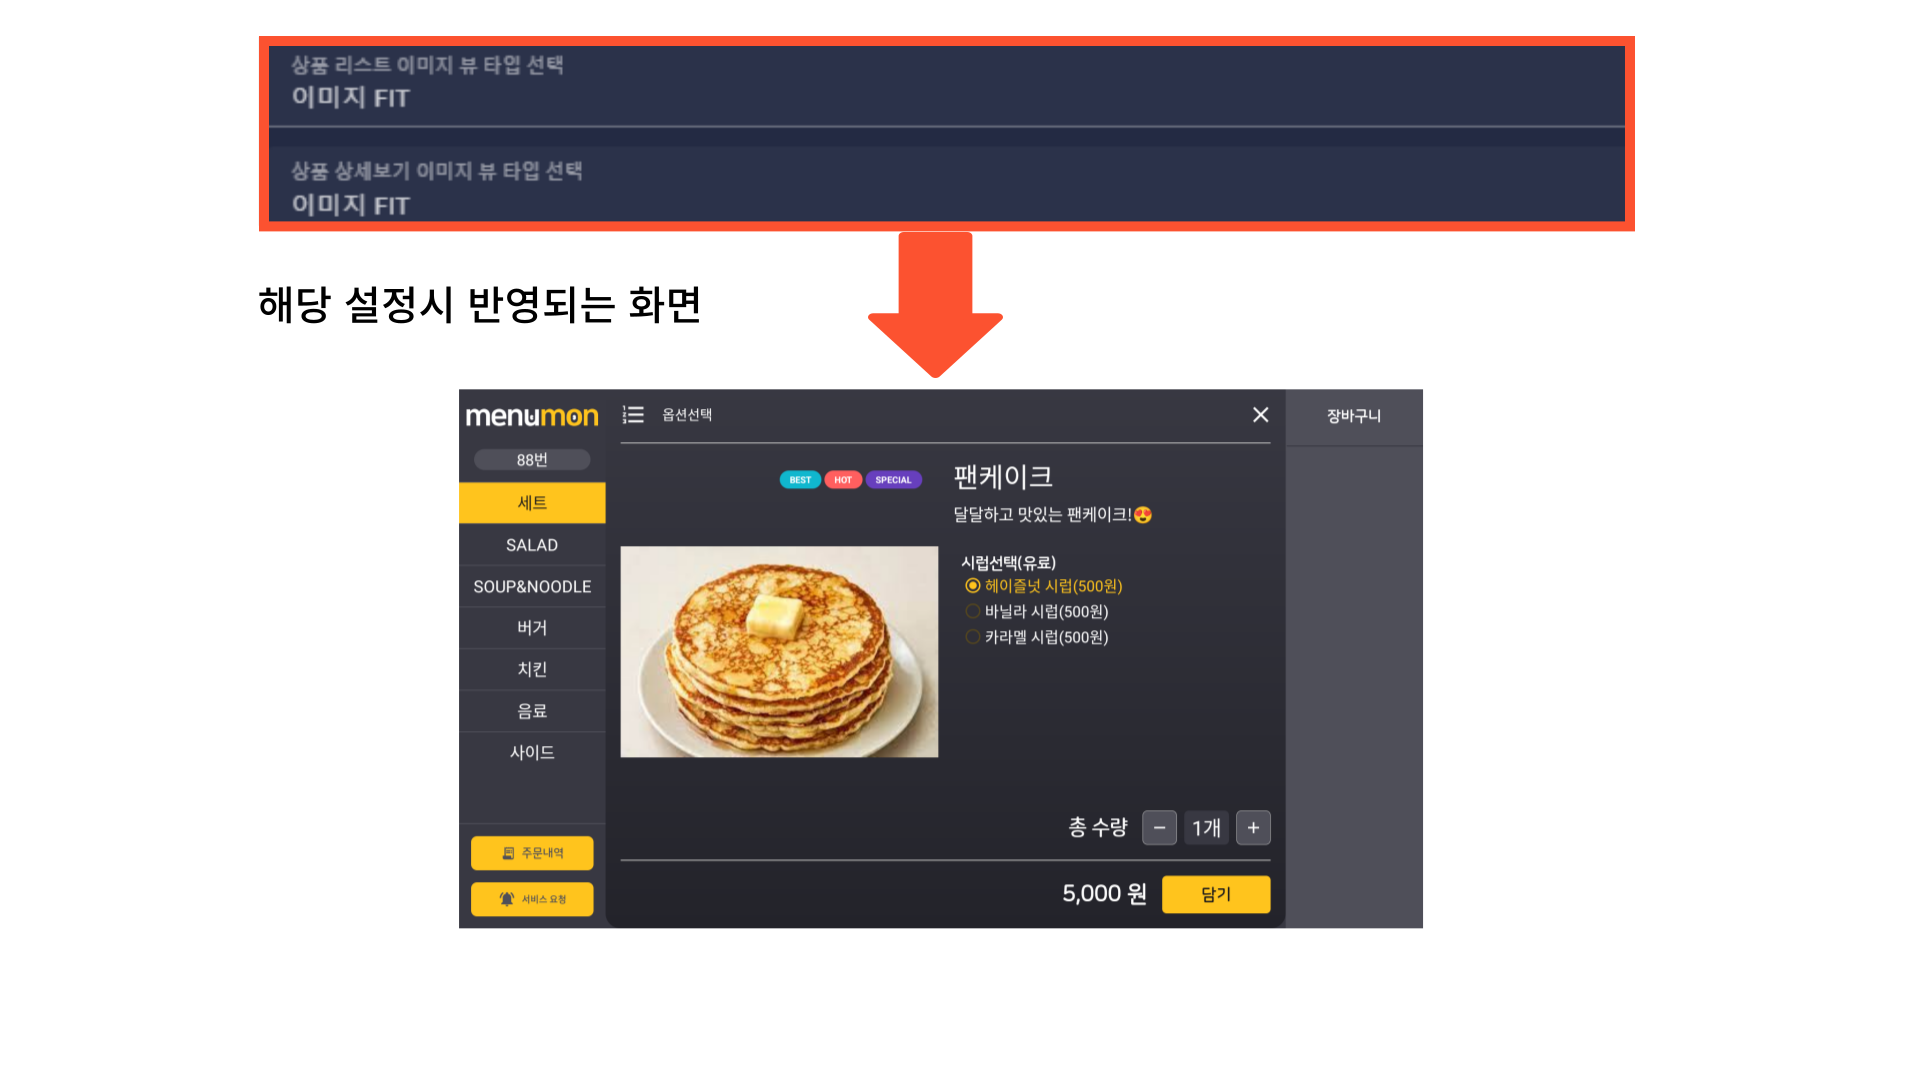 상품 리스트 이미지 뷰 타입 선택
이미지 FIT
상품 상세보기 이미지 뷰 타입 선택
이미지 FIT
해당 설정시 반영되는 화면
menumon
88번
세트
SALAD
SOUP&NOODLE
버거
치킨
음료
사이드
주문내역
서비스 요청
옵션선택
BEST HOT SPECIAL
팬케이크
달달하고 맛있는 팬케이크!😍
시럽선택(유료)
헤이즐넛 시럽(500원)
바닐라 시럽(500원)
카라멜 시럽(500원)
총 수량 − 1개 +
5,000 원 담기
장바구니